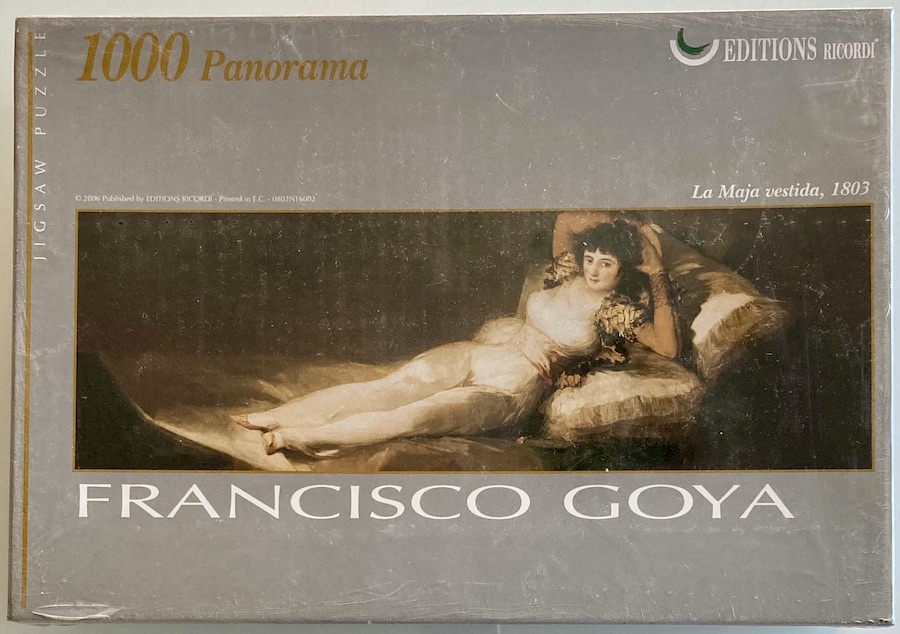 1000 Panorama
EDITIONS RICORDI
JIGSAW PUZZLE
© 2006 Published by EDITIONS RICORDI - Printed in E.C. - 0802N16002
La Maja vestida, 1803
FRANCISCO GOYA